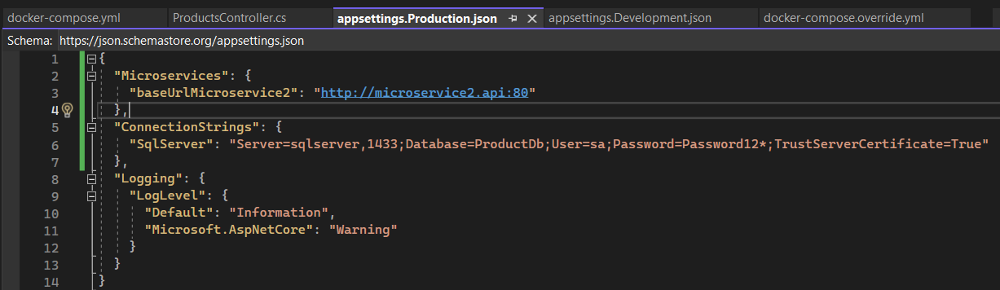 docker-compose.yml ProductsController.cs appsettings.Production.json appsettings.Development.json docker-compose.override.yml
Schema: https://json.schemastore.org/appsettings.json
1 {
2 "Microservices": {
3 "baseUrlMicroservice2": "http://microservice2.api:80"
4 },
5 "ConnectionStrings": {
6 "SqlServer": "Server=sqlserver,1433;Database=ProductDb;User=sa;Password=Password12*;TrustServerCertificate=True"
7 },
8 "Logging": {
9 "LogLevel": {
10 "Default": "Information",
11 "Microsoft.AspNetCore": "Warning"
12 }
13 }
14 }